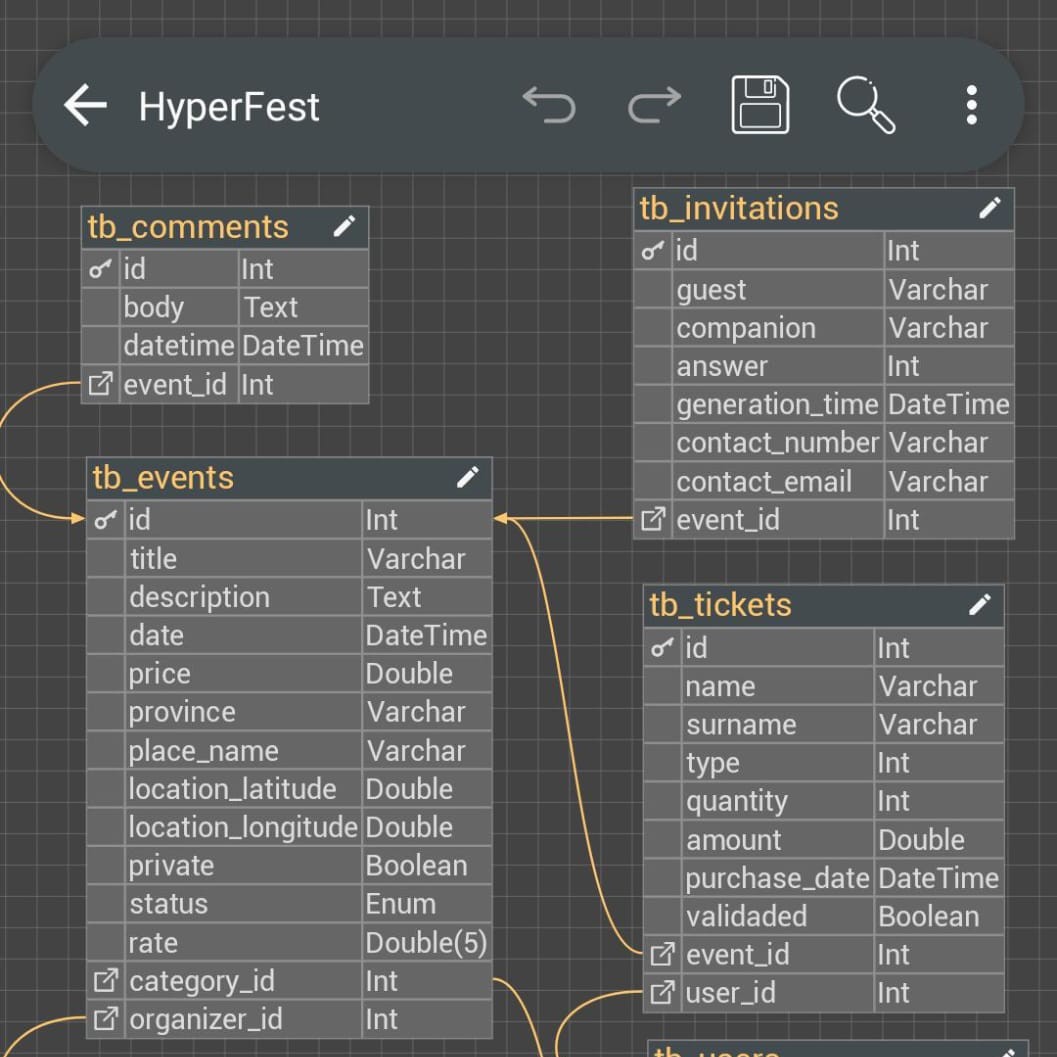 HyperFest
tb_comments
id Int
body Text
datetime DateTime
event_id Int
tb_invitations
id Int
guest Varchar
companion Varchar
answer Int
generation_time DateTime
contact_number Varchar
contact_email Varchar
event_id Int
tb_events
id Int
title Varchar
description Text
date DateTime
price Double
province Varchar
place_name Varchar
location_latitude Double
location_longitude Double
private Boolean
status Enum
rate Double(5)
category_id Int
organizer_id Int
tb_tickets
id Int
name Varchar
surname Varchar
type Int
quantity Int
amount Double
purchase_date DateTime
validaded Boolean
event_id Int
user_id Int
tb_users